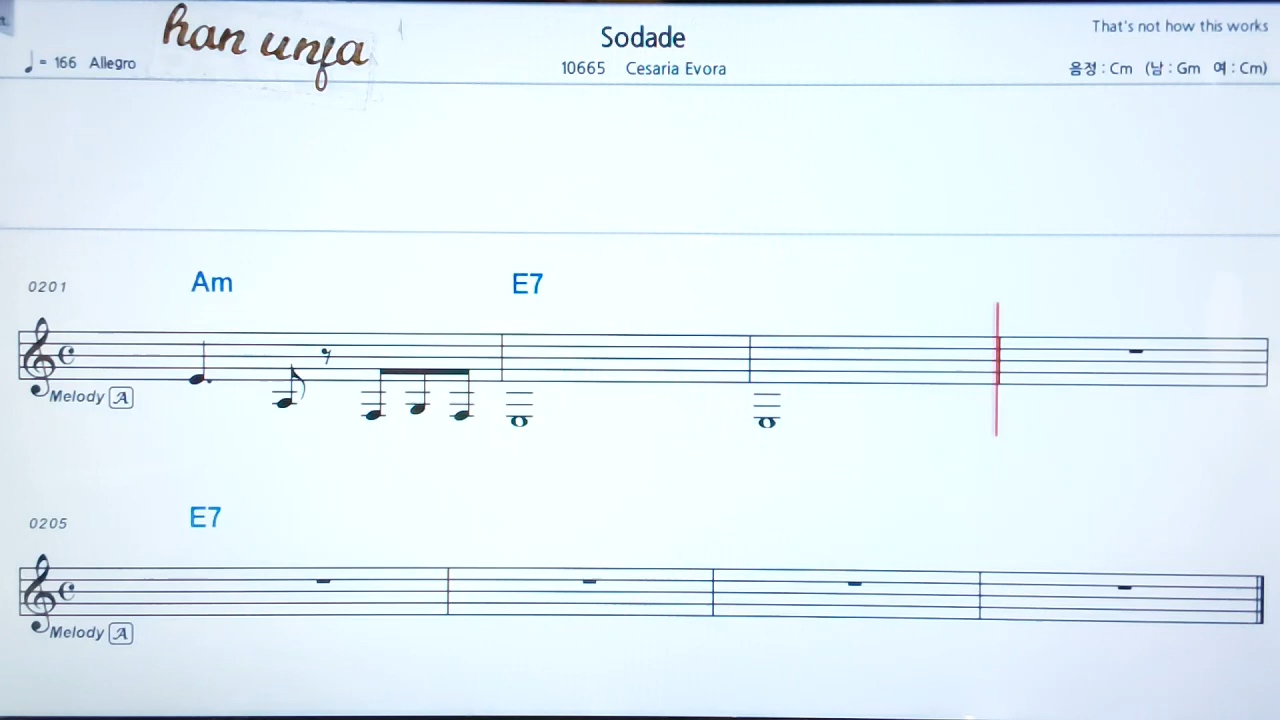 han unfa
Sodade
That's not how this works
= 166 Allegro
10665 Cesaria Evora
음정 : Cm (남 : Gm 여 : Cm)
0201
Am
E7
Melody A
0205
E7
Melody A